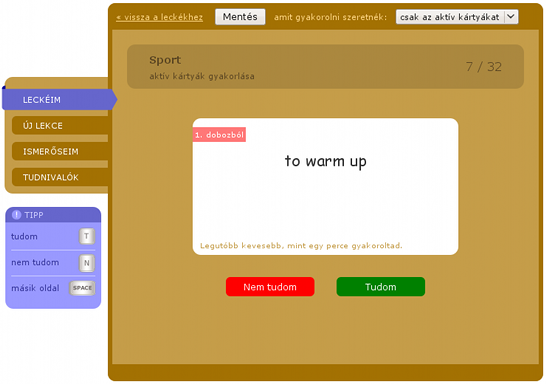 « vissza a leckékhez Mentés amit gyakorolni szeretnék: csak az aktív kártyákat
Sport
aktív kártyák gyakorlása
7 / 32
LECKÉIM
ÚJ LEKCE
ISMERŐSEIM
TUDNIVALÓK
! TIPP
tudom T
nem tudom N
másik oldal SPACE
1. dobozból
to warm up
Legutóbb kevesebb, mint egy perce gyakoroltad.
Nem tudom Tudom